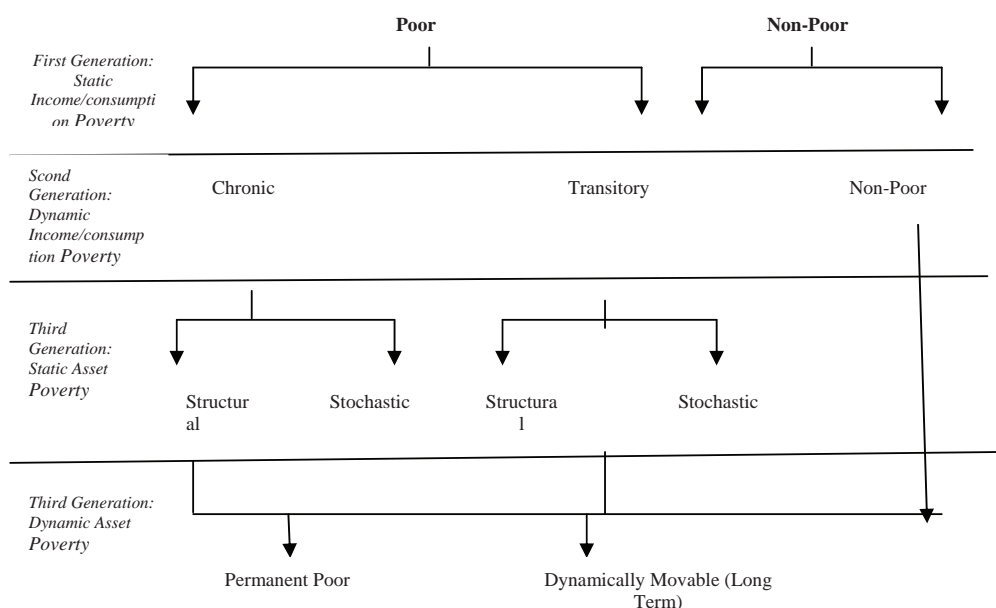 Poor
Non-Poor
First Generation:
Static
Income/consumpti
on Poverty
Scond
Generation:
Dynamic
Income/consump
tion Poverty
Chronic
Transitory
Non-Poor
Third
Generation:
Static Asset
Poverty
Structur
al
Stochastic
Structura
l
Stochastic
Third Generation:
Dynamic Asset
Poverty
Permanent Poor
Dynamically Movable (Long
Term)